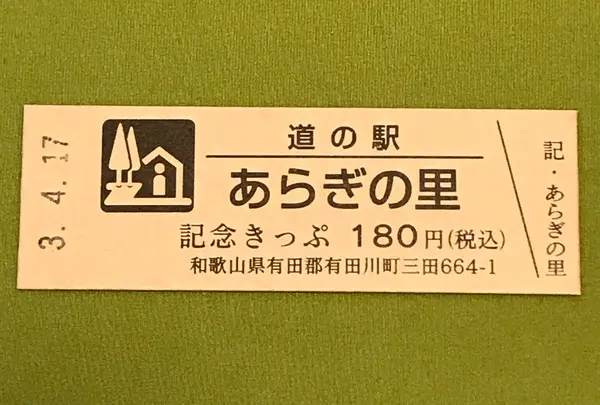 3. 4. 17
道の駅
あらぎの里
記念きっぷ 180円(税込)
和歌山県有田郡有田川町三田664-1
記・あらぎの里